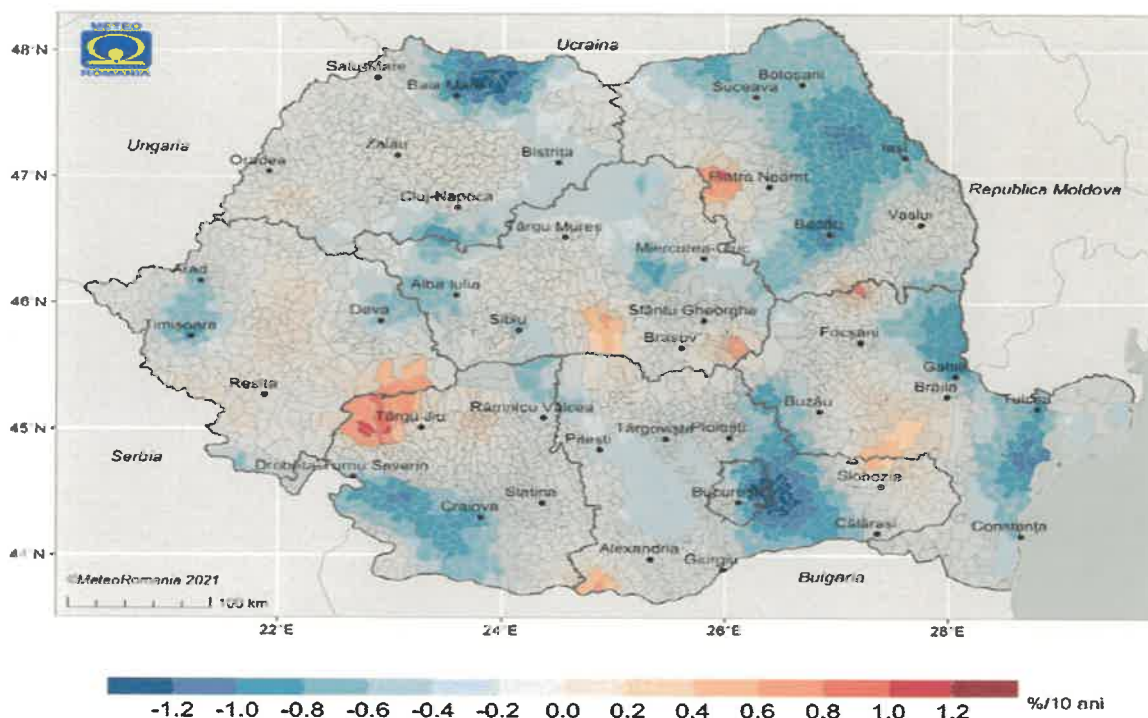 METEO
ROMANIA
48°N
47°N
46°N
45°N
44°N
Ucraina
Ungaria
Republica Moldova
Serbia
Bulgaria
Satu Mare
Baia Mare
Botoșani
Suceava
Zalău
Bistrița
Iași
Oradea
Piatra Neamț
Cluj-Napoca
Vaslui
Târgu Mureș
Bacău
Miercurea-Ciuc
Arad
Alba Iulia
Deva
Sibiu
Sfântu Gheorghe
Timișoara
Focșani
Brașov
Galați
Reșița
Brăila
Târgu Jiu
Râmnicu Vâlcea
Buzău
Tulcea
Pitești
Târgoviște
Ploiești
Drobeta-Turnu Severin
Slatina
București
Slobozia
Craiova
Călărași
Constanța
Alexandria
Giurgiu
©MeteoRomania 2021
100 km
22°E 24°E 26°E 28°E
-1.2 -1.0 -0.8 -0.6 -0.4 -0.2 0.0 0.2 0.4 0.6 0.8 1.0 1.2 %/10 ani